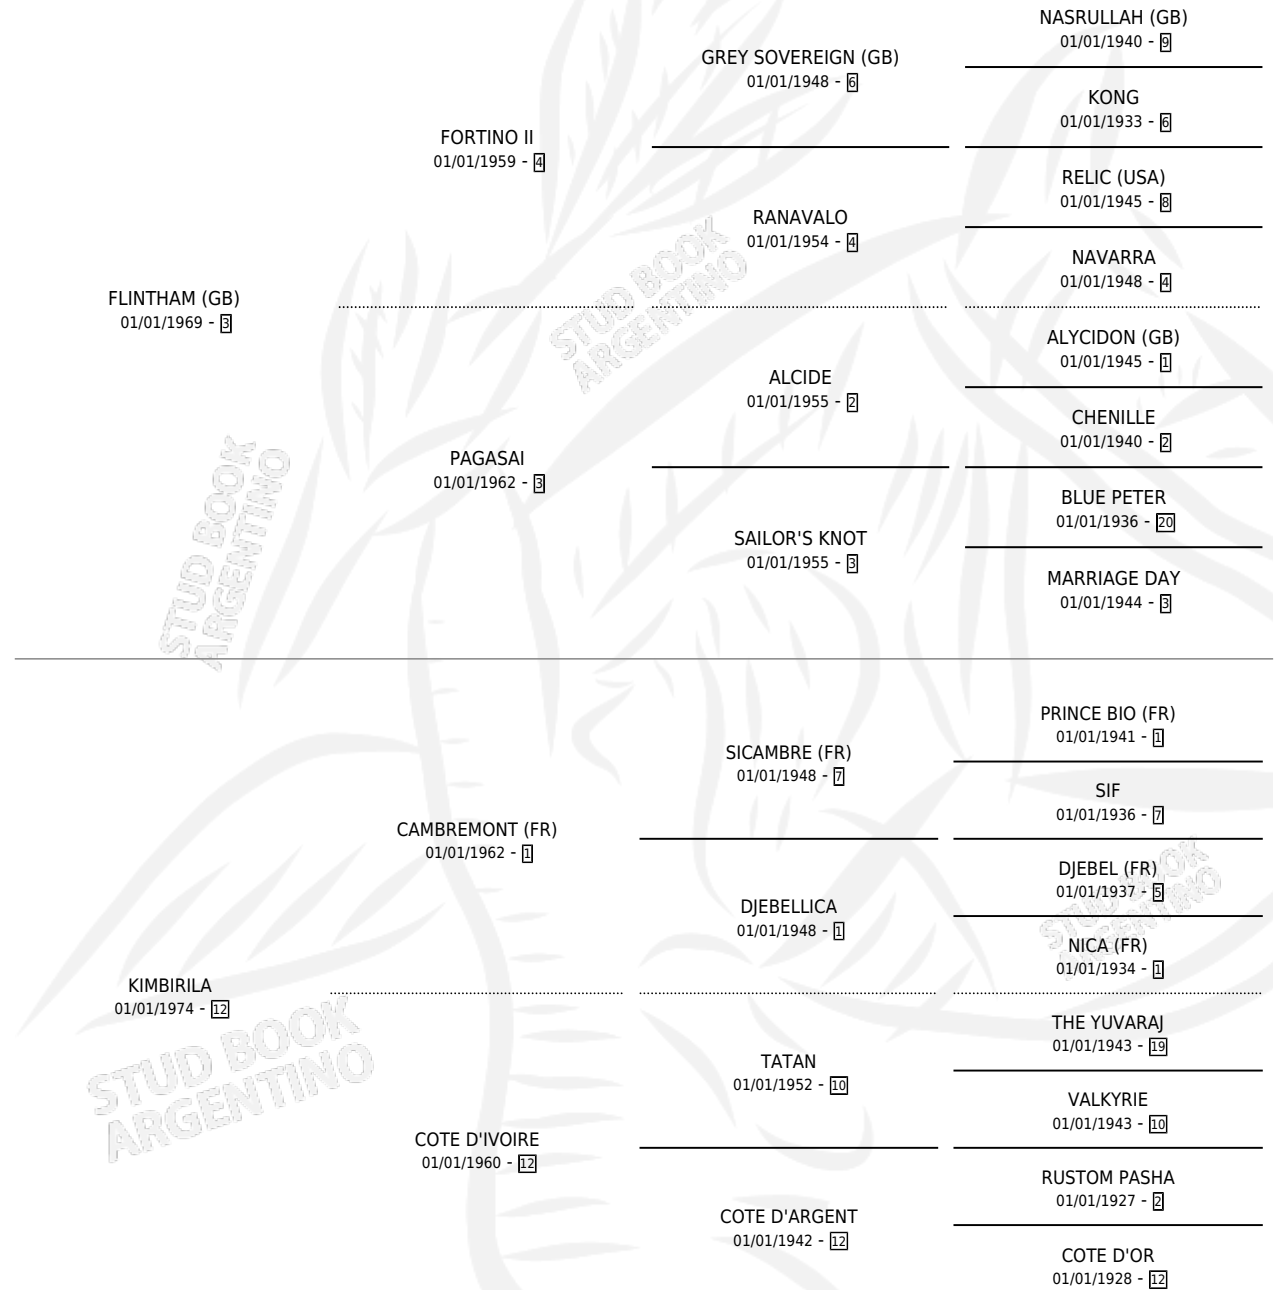 NASRULLAH (GB)
01/01/1940 - 9
GREY SOVEREIGN (GB)
01/01/1948 - 6
KONG
01/01/1933 - 6
FORTINO II
01/01/1959 - 4
RELIC (USA)
01/01/1945 - 8
RANAVALO
01/01/1954 - 4
NAVARRA
01/01/1948 - 4
FLINTHAM (GB)
01/01/1969 - 3
ALYCIDON (GB)
01/01/1945 - 1
ALCIDE
01/01/1955 - 2
CHENILLE
01/01/1940 - 2
PAGASAI
01/01/1962 - 3
BLUE PETER
01/01/1936 - 20
SAILOR'S KNOT
01/01/1955 - 3
MARRIAGE DAY
01/01/1944 - 3
STUD BOOK
ARGENTINO
STUD BOOK
ARGENTINO
PRINCE BIO (FR)
01/01/1941 - 1
SICAMBRE (FR)
01/01/1948 - 7
SIF
01/01/1936 - 7
CAMBREMONT (FR)
01/01/1962 - 1
DJEBEL (FR)
01/01/1937 - 5
DJEBELLICA
01/01/1948 - 1
NICA (FR)
01/01/1934 - 1
KIMBIRILA
01/01/1974 - 12
THE YUVARAJ
01/01/1943 - 19
TATAN
01/01/1952 - 10
VALKYRIE
01/01/1943 - 10
COTE D'IVOIRE
01/01/1960 - 12
RUSTOM PASHA
01/01/1927 - 2
COTE D'ARGENT
01/01/1942 - 12
COTE D'OR
01/01/1928 - 12
STUD BOOK
ARGENTINO
STUD BOOK
ARGENTINO